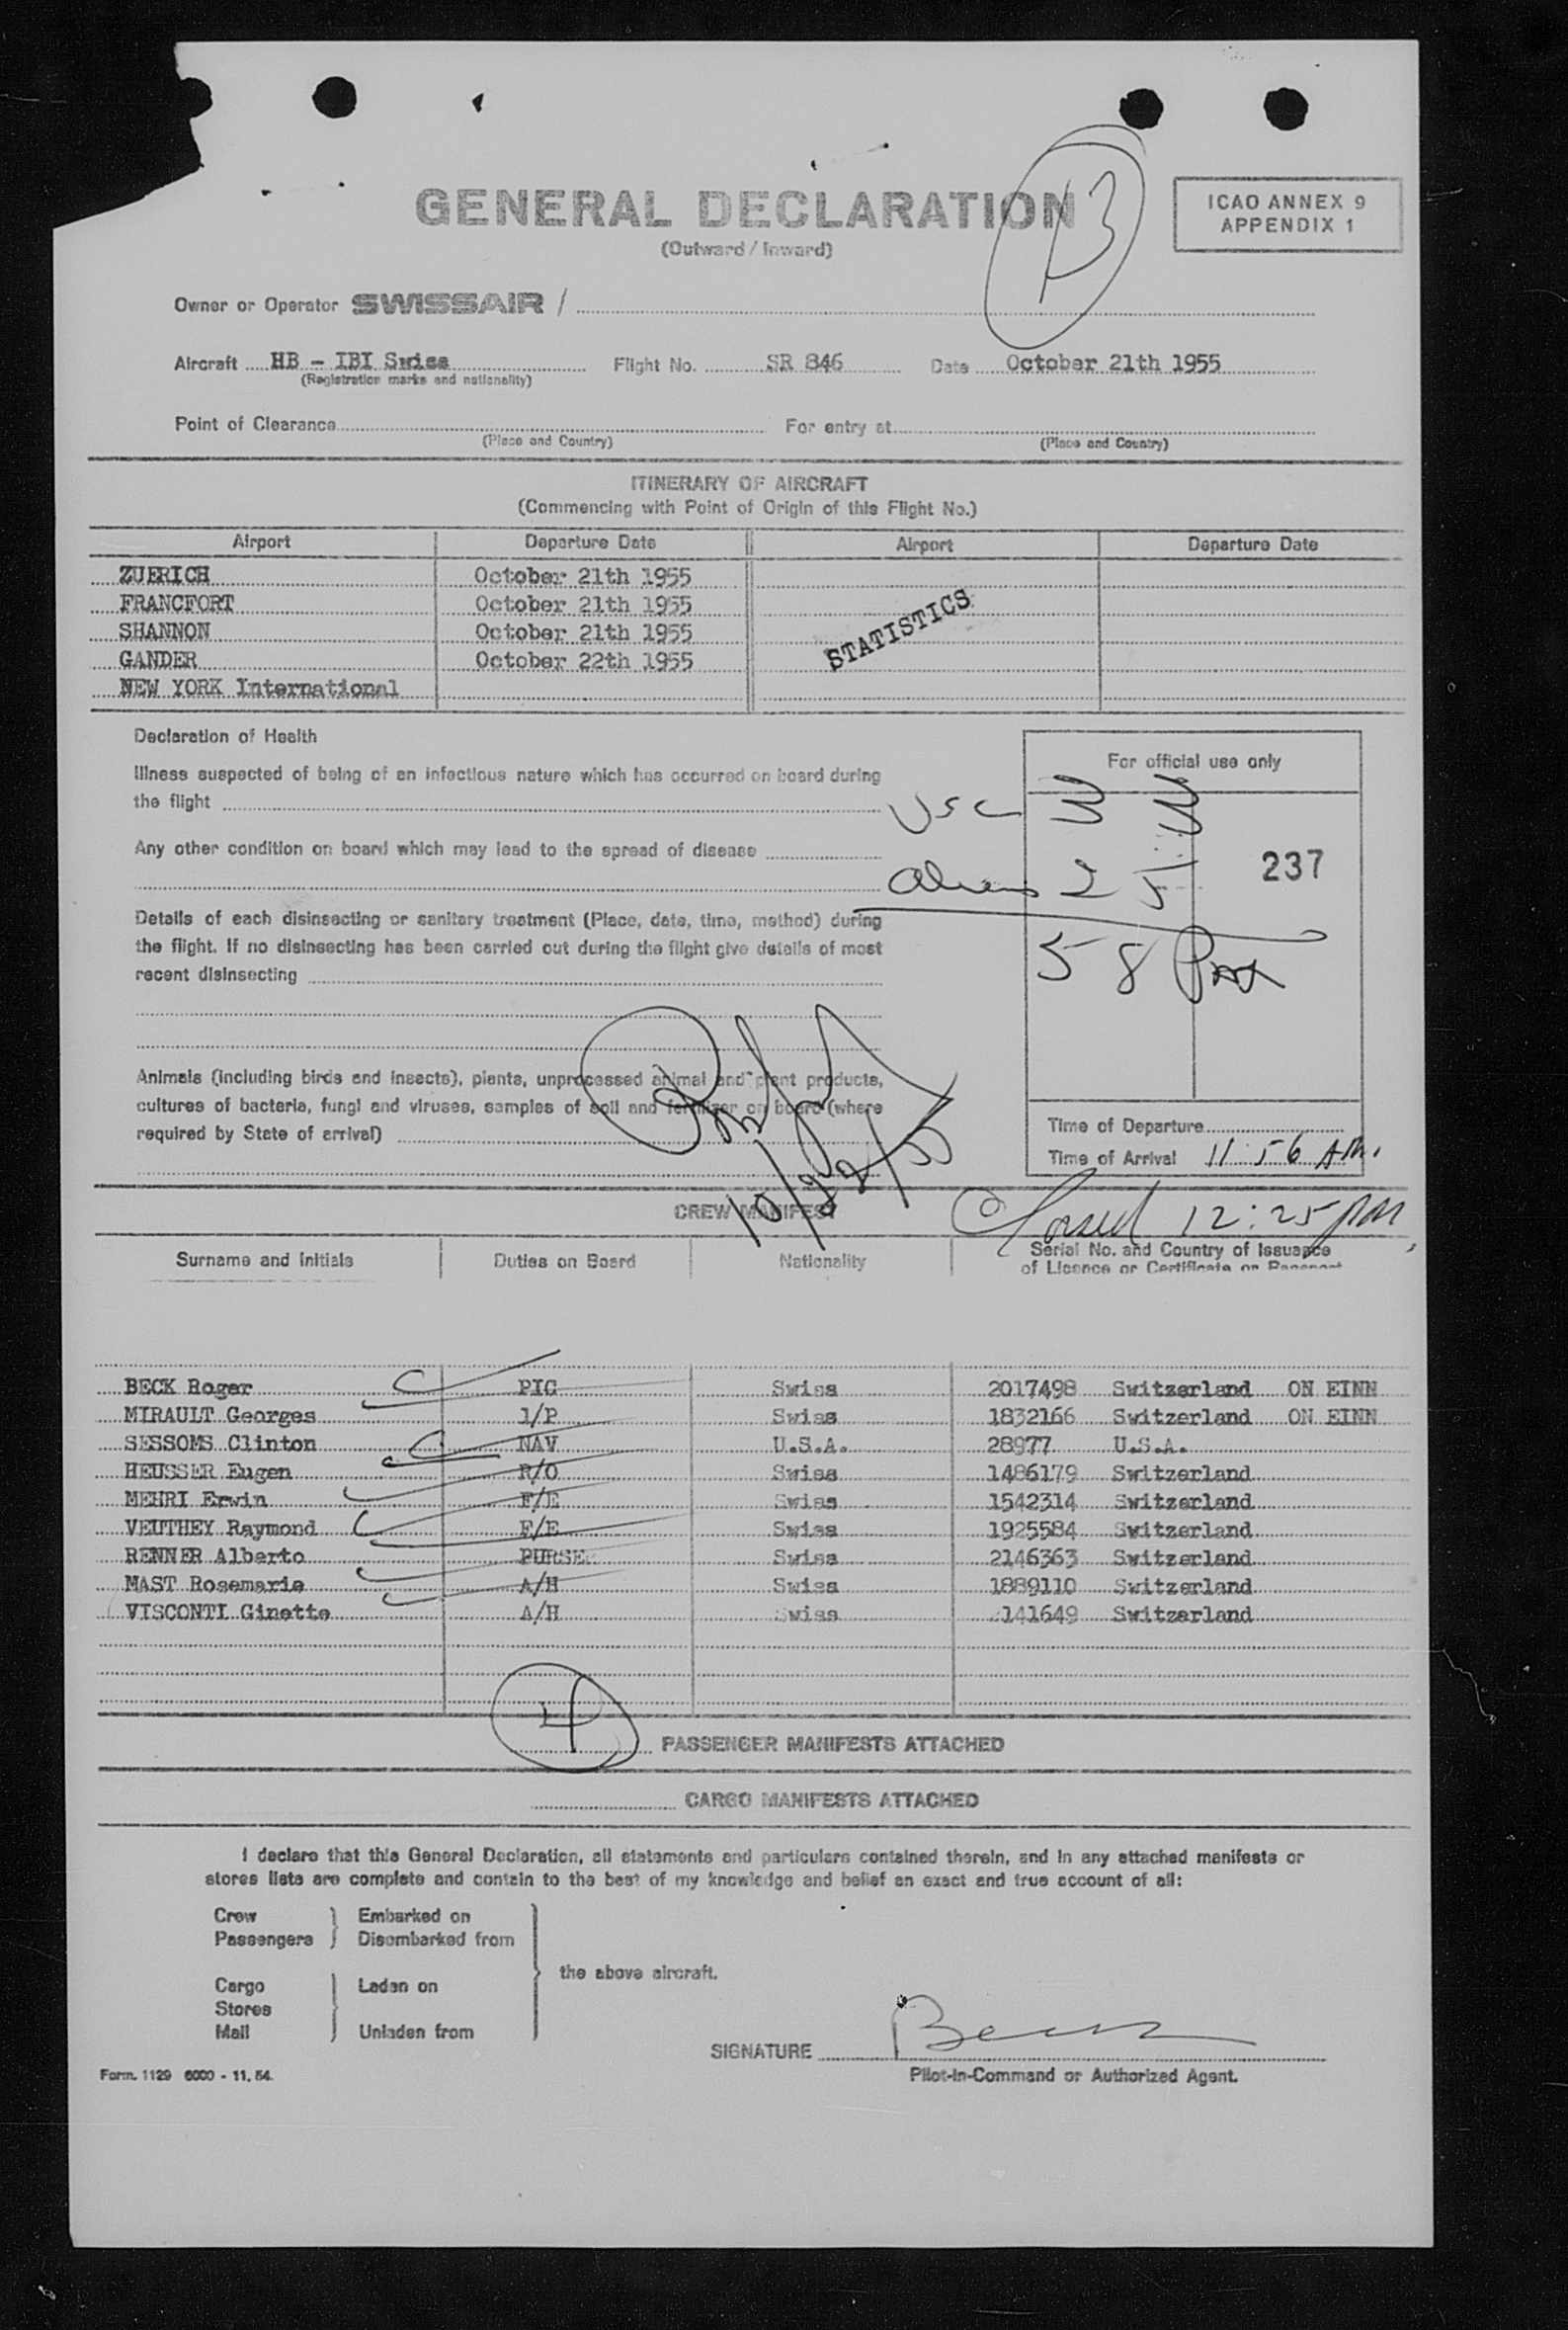 GENERAL DECLARATION
(Outward / Inward)
13
ICAO ANNEX 9
APPENDIX 1
Owner or Operator SWISSAIR /
Aircraft HB - IBI Swiss Flight No. SR 846 Date October 21th 1955
(Registration marks and nationality)
Point of Clearance For entry at
(Place and Country) (Place and Country)
ITINERARY OF AIRCRAFT
(Commencing with Point of Origin of this Flight No.)
Airport Departure Date Airport Departure Date
ZUERICH October 21th 1955
FRANCFORT October 21th 1955
SHANNON October 21th 1955
GANDER October 22th 1955
NEW YORK International
STATISTICS
Declaration of Health
Illness suspected of being of an infectious nature which has occurred on board during
the flight
Any other condition on board which may lead to the spread of disease
Details of each disinsecting or sanitary treatment (Place, date, time, method) during
the flight. If no disinsecting has been carried out during the flight give details of most
recent disinsecting
Animals (including birds and insects), plants, unprocessed animal and plant products,
cultures of bacteria, fungi and viruses, samples of soil and fertilizer on board (where
required by State of arrival)
10/22/55
For official use only
USC 33
237
aliens 25
58 Pax
Time of Departure
Time of Arrival 11:56 AM.
Closed 12:25 pm
CREW MANIFEST
Surname and Initials Duties on Board Nationality Serial No. and Country of Issuance
of Licence or Certificate or Passport
BECK Roger PIC Swiss 2017498 Switzerland ON EINN
MIRAULT Georges 1/P Swiss 1832166 Switzerland ON EINN
SESSOMS Clinton NAV U.S.A. 28977 U.S.A.
HEUSSER Eugen R/O Swiss 1486179 Switzerland
MEHRI Erwin F/E Swiss 1542314 Switzerland
VEUTHEY Raymond F/E Swiss 1925584 Switzerland
RENNER Alberto PURSE Swiss 2146363 Switzerland
MAST Rosemarie A/H Swiss 1889110 Switzerland
VISCONTI Ginette A/H Swiss 141649 Switzerland
4 PASSENGER MANIFESTS ATTACHED
CARGO MANIFESTS ATTACHED
I declare that this General Declaration, all statements and particulars contained therein, and in any attached manifests or
stores lists are complete and contain to the best of my knowledge and belief an exact and true account of all:
Crew Embarked on
Passengers Disembarked from
the above aircraft.
Cargo Laden on
Stores
Mail Unladen from
SIGNATURE Beck
Pilot-in-Command or Authorized Agent.
Form. 1129 6000 - 11. 54.